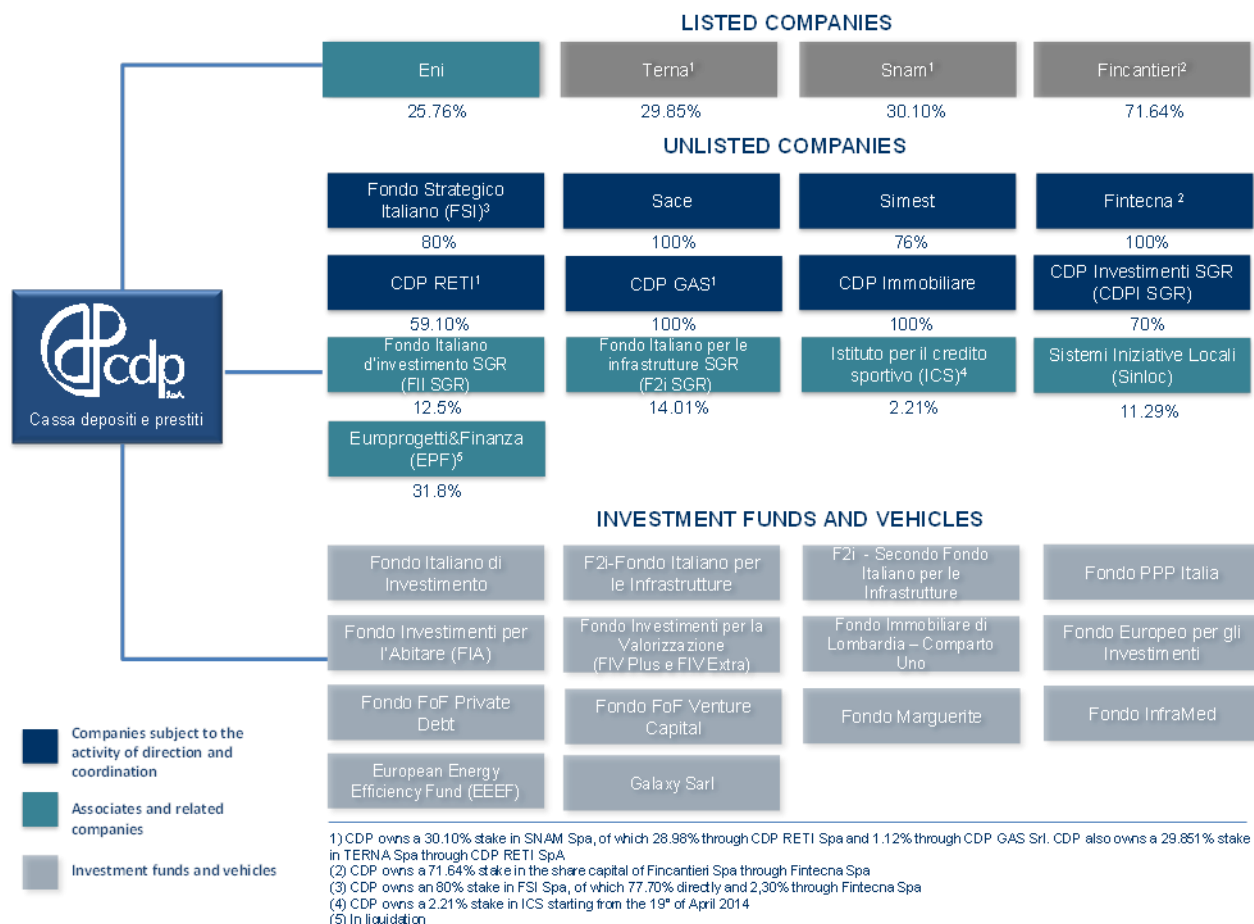 LISTED COMPANIES
Eni
Terna¹
Snam¹
Fincantieri²
25.76%
29.85%
30.10%
71.64%
UNLISTED COMPANIES
Fondo Strategico
Italiano (FSI)³
Sace
Simest
Fintecna ²
80%
100%
76%
100%
CDP RETI¹
CDP GAS¹
CDP Immobiliare
CDP Investimenti SGR
(CDPI SGR)
59.10%
100%
100%
70%
Fondo Italiano
d'investimento SGR
(FII SGR)
Fondo Italiano per le
infrastrutture SGR
(F2i SGR)
Istituto per il credito
sportivo (ICS)⁴
Sistemi Iniziative Locali
(Sinloc)
12.5%
14.01%
2.21%
11.29%
Europrogetti&Finanza
(EPF)⁵
31.8%
cdp
S.p.A.
Cassa depositi e prestiti
INVESTMENT FUNDS AND VEHICLES
Fondo Italiano di
Investimento
F2i-Fondo Italiano per
le Infrastrutture
F2i - Secondo Fondo
Italiano per le
Infrastrutture
Fondo PPP Italia
Fondo Investimenti per
l'Abitare (FIA)
Fondo Investimenti per la
Valorizzazione
(FIV Plus e FIV Extra)
Fondo Immobiliare di
Lombardia – Comparto
Uno
Fondo Europeo per gli
Investimenti
Fondo FoF Private
Debt
Fondo FoF Venture
Capital
Fondo Marguerite
Fondo InfraMed
European Energy
Efficiency Fund (EEEF)
Galaxy Sarl
Companies subject to the
activity of direction and
coordination
Associates and related
companies
Investment funds and vehicles
1) CDP owns a 30.10% stake in SNAM Spa, of which 28.98% through CDP RETI Spa and 1.12% through CDP GAS Srl. CDP also owns a 29.851% stake
in TERNA Spa through CDP RETI SpA
(2) CDP owns a 71.64% stake in the share capital of Fincantieri Spa through Fintecna Spa
(3) CDP owns an 80% stake in FSI Spa, of which 77.70% directly and 2,30% through Fintecna Spa
(4) CDP owns a 2.21% stake in ICS starting from the 19° of April 2014
(5) In liquidation